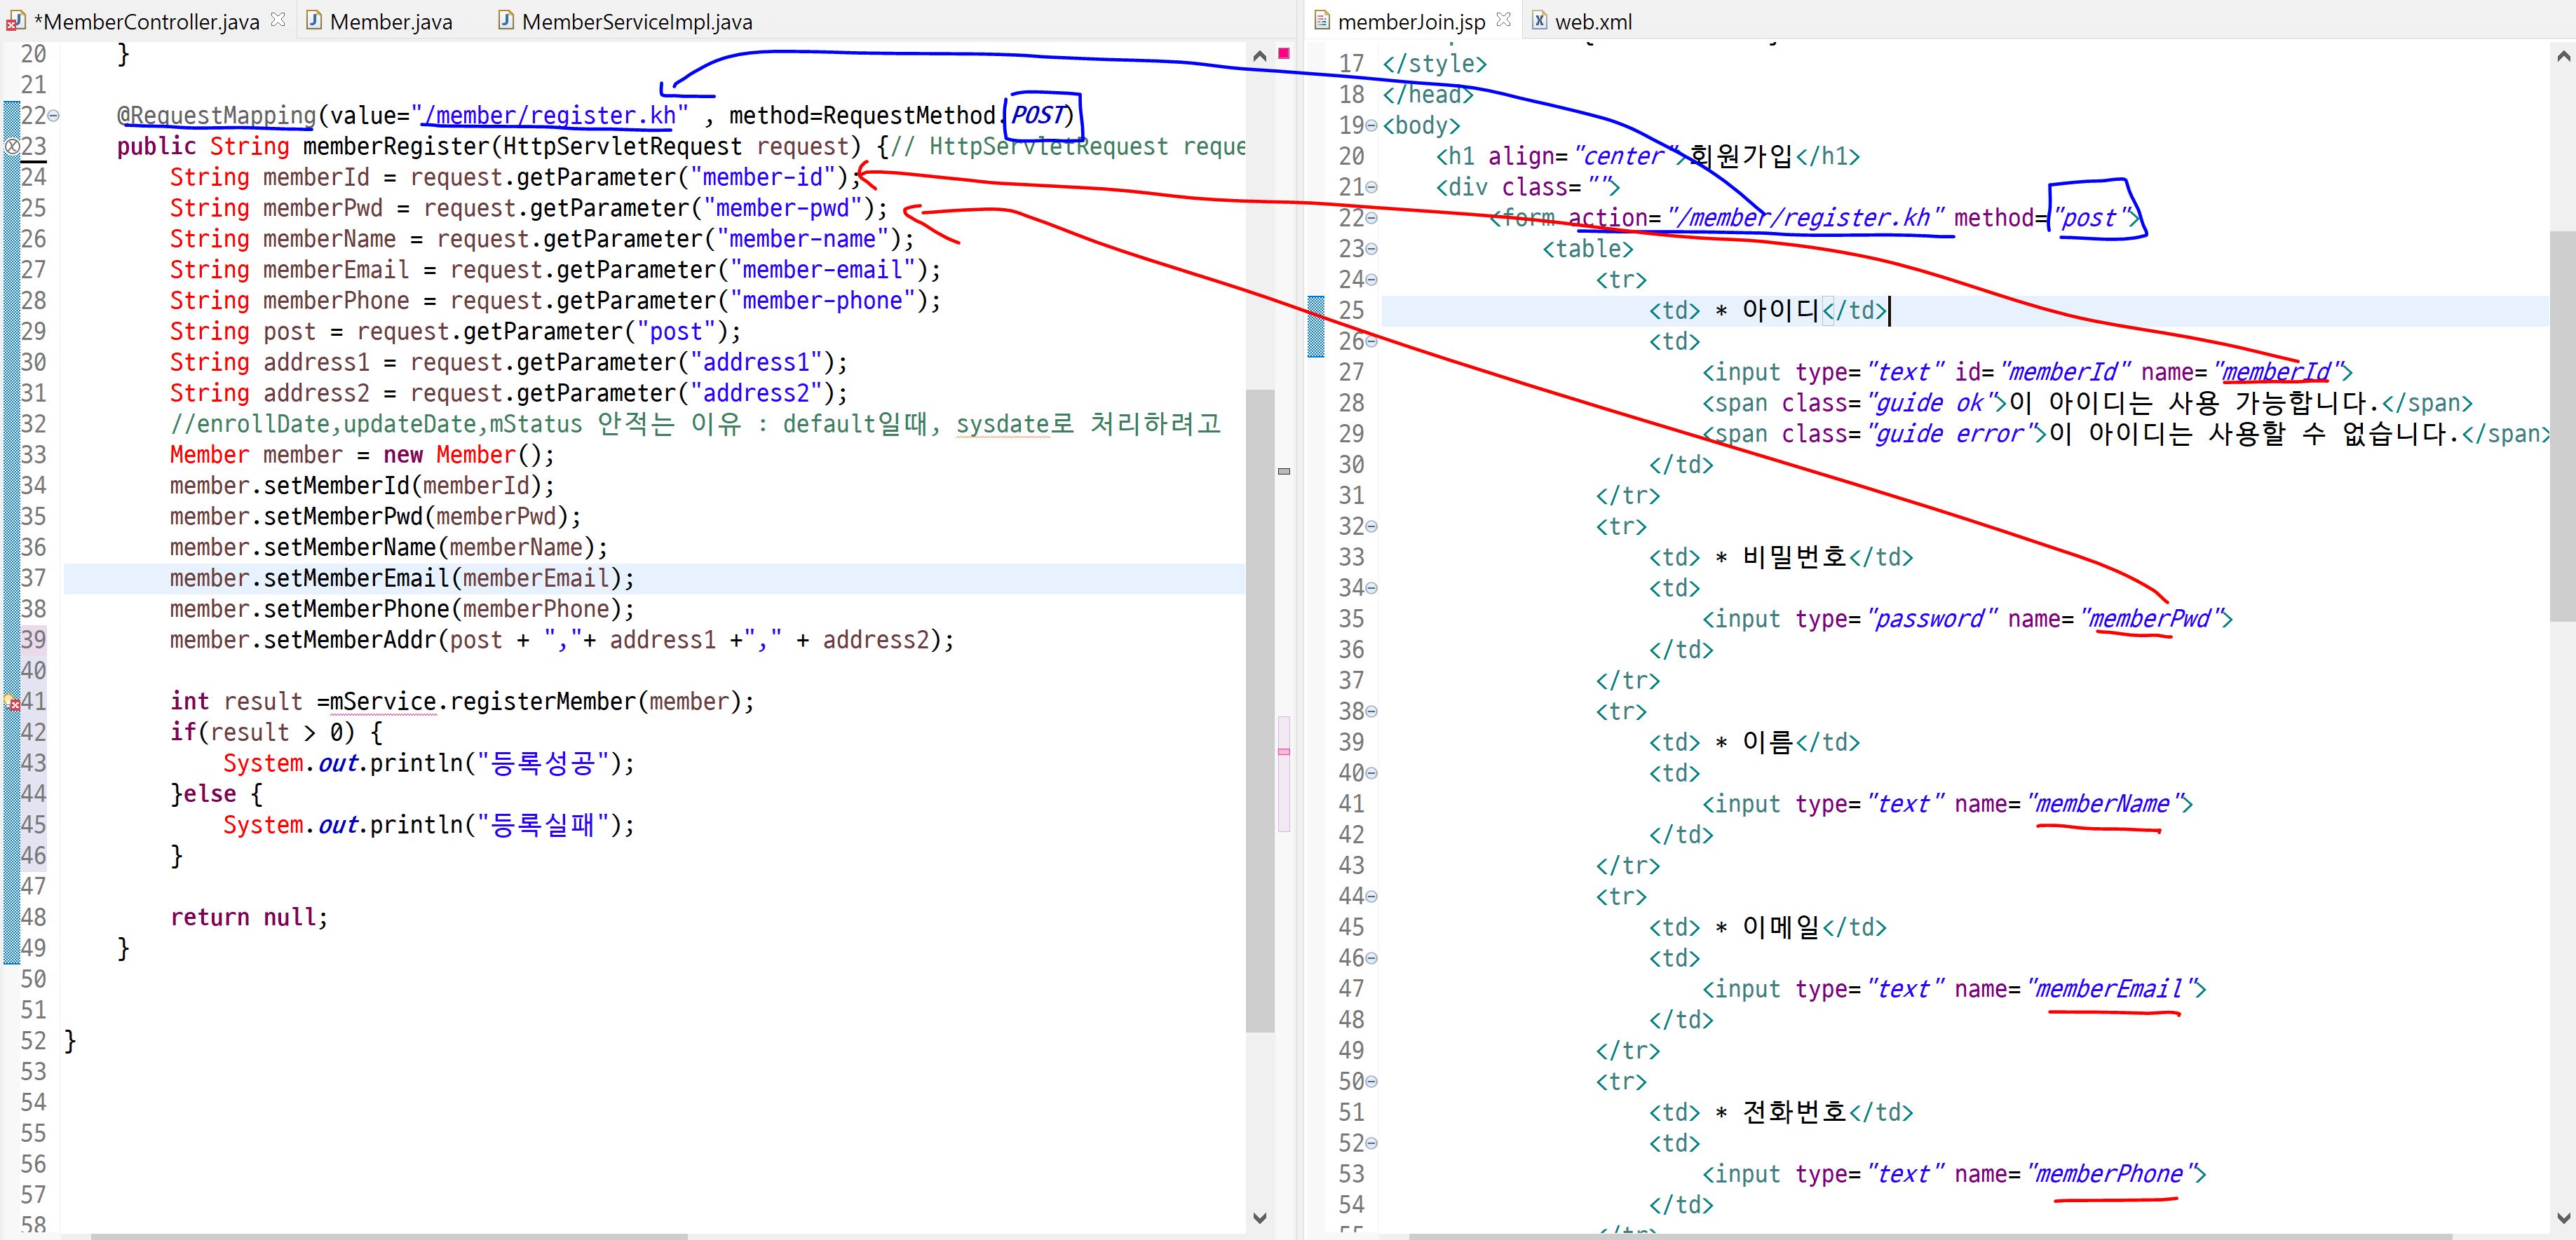 *MemberController.java
Member.java
MemberServiceImpl.java
20 }
21
22 @RequestMapping(value="/member/register.kh" , method=RequestMethod.POST)
23 public String memberRegister(HttpServletRequest request) {// HttpServletRequest reque
24 String memberId = request.getParameter("member-id");
25 String memberPwd = request.getParameter("member-pwd");
26 String memberName = request.getParameter("member-name");
27 String memberEmail = request.getParameter("member-email");
28 String memberPhone = request.getParameter("member-phone");
29 String post = request.getParameter("post");
30 String address1 = request.getParameter("address1");
31 String address2 = request.getParameter("address2");
32 //enrollDate,updateDate,mStatus 안적는 이유 : default일때, sysdate로 처리하려고
33 Member member = new Member();
34 member.setMemberId(memberId);
35 member.setMemberPwd(memberPwd);
36 member.setMemberName(memberName);
37 member.setMemberEmail(memberEmail);
38 member.setMemberPhone(memberPhone);
39 member.setMemberAddr(post + ","+ address1 +"," + address2);
40
41 int result =mService.registerMember(member);
42 if(result > 0) {
43 System.out.println("등록성공");
44 }else {
45 System.out.println("등록실패");
46 }
47
48 return null;
49 }
50
51
52 }
53
54
55
56
57
58
memberJoin.jsp
web.xml
17 </style>
18 </head>
19 <body>
20 <h1 align="center">회원가입</h1>
21 <div class="">
22 <form action="/member/register.kh" method="post">
23 <table>
24 <tr>
25 <td> * 아이디</td>
26 <td>
27 <input type="text" id="memberId" name="memberId">
28 <span class="guide ok">이 아이디는 사용 가능합니다.</span>
29 <span class="guide error">이 아이디는 사용할 수 없습니다.</span>
30 </td>
31 </tr>
32 <tr>
33 <td> * 비밀번호</td>
34 <td>
35 <input type="password" name="memberPwd">
36 </td>
37 </tr>
38 <tr>
39 <td> * 이름</td>
40 <td>
41 <input type="text" name="memberName">
42 </td>
43 </tr>
44 <tr>
45 <td> * 이메일</td>
46 <td>
47 <input type="text" name="memberEmail">
48 </td>
49 </tr>
50 <tr>
51 <td> * 전화번호</td>
52 <td>
53 <input type="text" name="memberPhone">
54 </td>